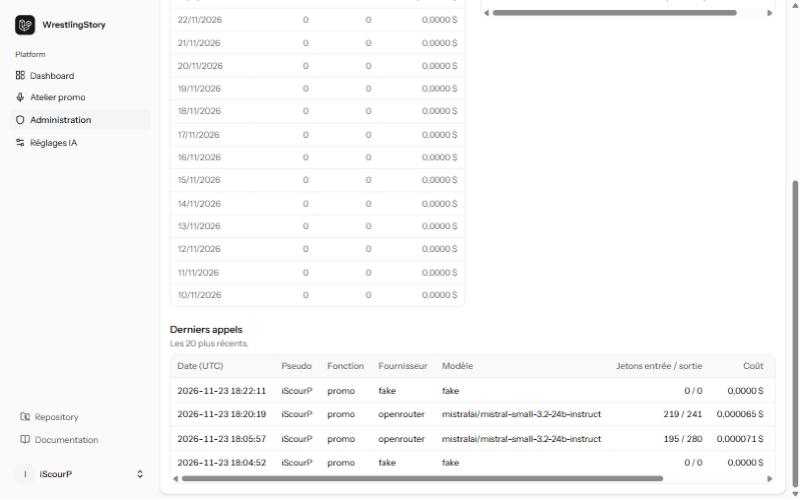 WrestlingStory
Platform
Dashboard
Atelier promo
Administration
Réglages IA
Repository
Documentation
I iScourP
22/11/2026 0 0 0,0000 $
21/11/2026 0 0 0,0000 $
20/11/2026 0 0 0,0000 $
19/11/2026 0 0 0,0000 $
18/11/2026 0 0 0,0000 $
17/11/2026 0 0 0,0000 $
16/11/2026 0 0 0,0000 $
15/11/2026 0 0 0,0000 $
14/11/2026 0 0 0,0000 $
13/11/2026 0 0 0,0000 $
12/11/2026 0 0 0,0000 $
11/11/2026 0 0 0,0000 $
10/11/2026 0 0 0,0000 $
Derniers appels
Les 20 plus récents.
Date (UTC) Pseudo Fonction Fournisseur Modèle Jetons entrée / sortie Coût
2026-11-23 18:22:11 iScourP promo fake fake 0 / 0 0,0000 $
2026-11-23 18:20:19 iScourP promo openrouter mistralai/mistral-small-3.2-24b-instruct 219 / 241 0,000065 $
2026-11-23 18:05:57 iScourP promo openrouter mistralai/mistral-small-3.2-24b-instruct 195 / 280 0,000071 $
2026-11-23 18:04:52 iScourP promo fake fake 0 / 0 0,0000 $